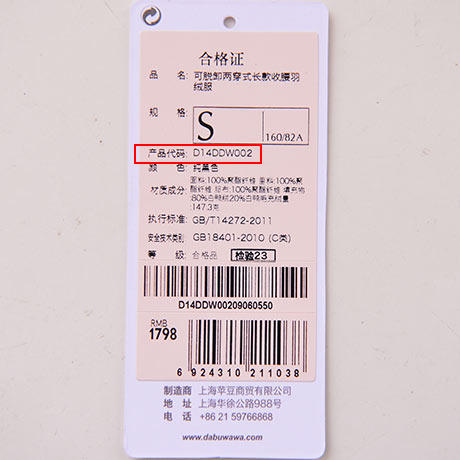 合格证
品 名: 可脱卸两穿式长款收腰羽
绒服
规 格: S 160/82A
产品代码: D14DDW002
颜 色: 纯黑色
面料:100%聚酯纤维 里料:100%聚
材质成分: 酯纤维 胆布:100%聚酯纤维 填充物
:80%白鸭绒20%白鸭毛充绒量
:147.3克
执行标准: GB/T14272-2011
安全技术类别 GB18401-2010 (C类)
等 级: 合格品 检验23
D14DDW00209060550
RMB
1798
6 924310 211038
制造商 上海苹豆商贸有限公司
地 址 上海华徐公路988号
电 话 +86 21 59766868
www.dabuwawa.com